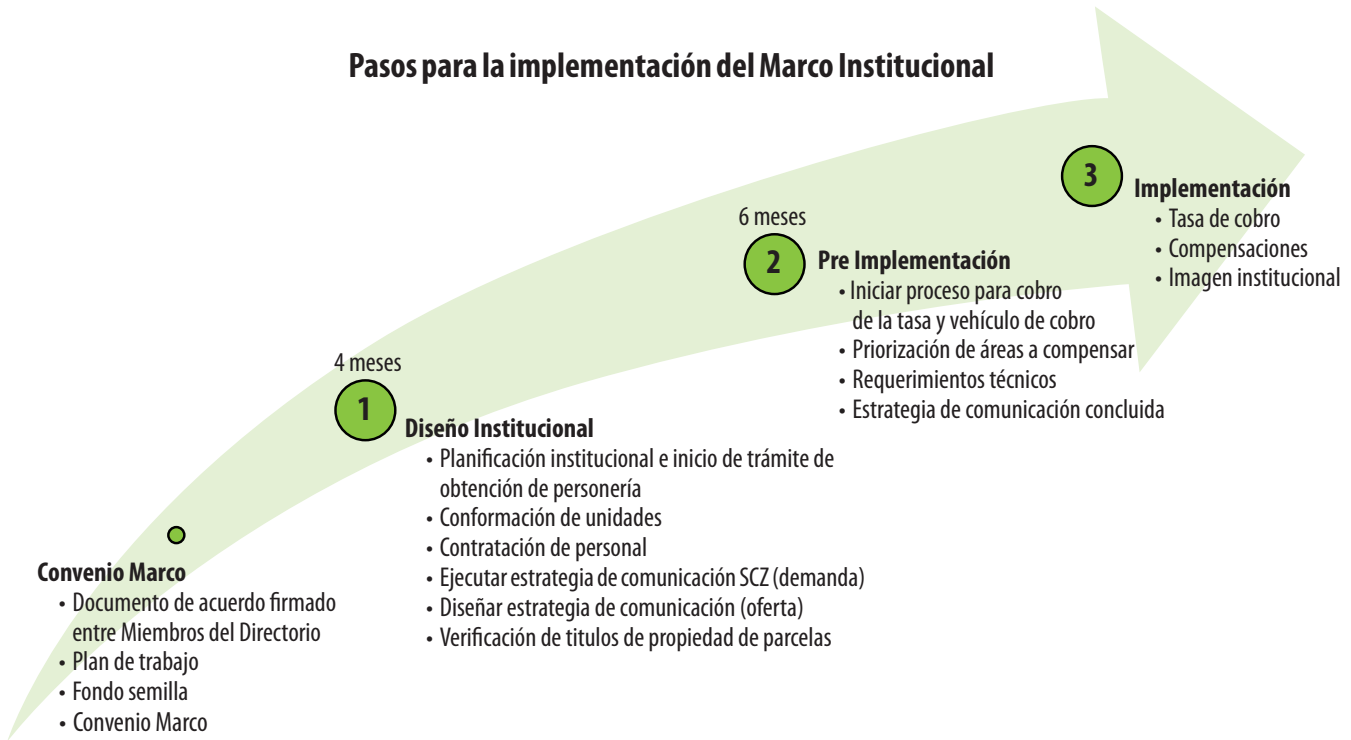 Pasos para la implementación del Marco Institucional
3
Implementación
• Tasa de cobro
• Compensaciones
• Imagen institucional
6 meses
2
Pre Implementación
• Iniciar proceso para cobro
de la tasa y vehículo de cobro
• Priorización de áreas a compensar
• Requerimientos técnicos
• Estrategia de comunicación concluida
4 meses
1
Diseño Institucional
• Planificación institucional e inicio de trámite de
obtención de personería
• Conformación de unidades
• Contratación de personal
• Ejecutar estrategia de comunicación SCZ (demanda)
• Diseñar estrategia de comunicación (oferta)
• Verificación de titulos de propiedad de parcelas
Convenio Marco
• Documento de acuerdo firmado
entre Miembros del Directorio
• Plan de trabajo
• Fondo semilla
• Convenio Marco